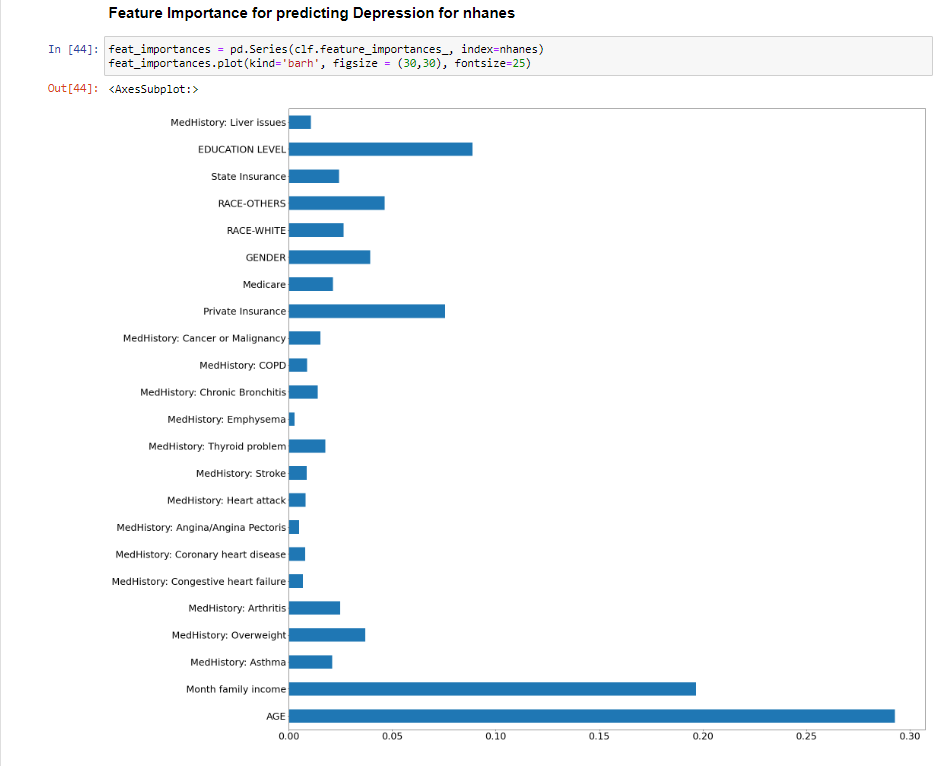 Feature Importance for predicting Depression for nhanes
In [44]: feat_importances = pd.Series(clf.feature_importances_, index=nhanes)
feat_importances.plot(kind='barh', figsize = (30,30), fontsize=25)
Out[44]: <AxesSubplot:>
MedHistory: Liver issues
EDUCATION LEVEL
State Insurance
RACE-OTHERS
RACE-WHITE
GENDER
Medicare
Private Insurance
MedHistory: Cancer or Malignancy
MedHistory: COPD
MedHistory: Chronic Bronchitis
MedHistory: Emphysema
MedHistory: Thyroid problem
MedHistory: Stroke
MedHistory: Heart attack
MedHistory: Angina/Angina Pectoris
MedHistory: Coronary heart disease
MedHistory: Congestive heart failure
MedHistory: Arthritis
MedHistory: Overweight
MedHistory: Asthma
Month family income
AGE
0.00 0.05 0.10 0.15 0.20 0.25 0.30